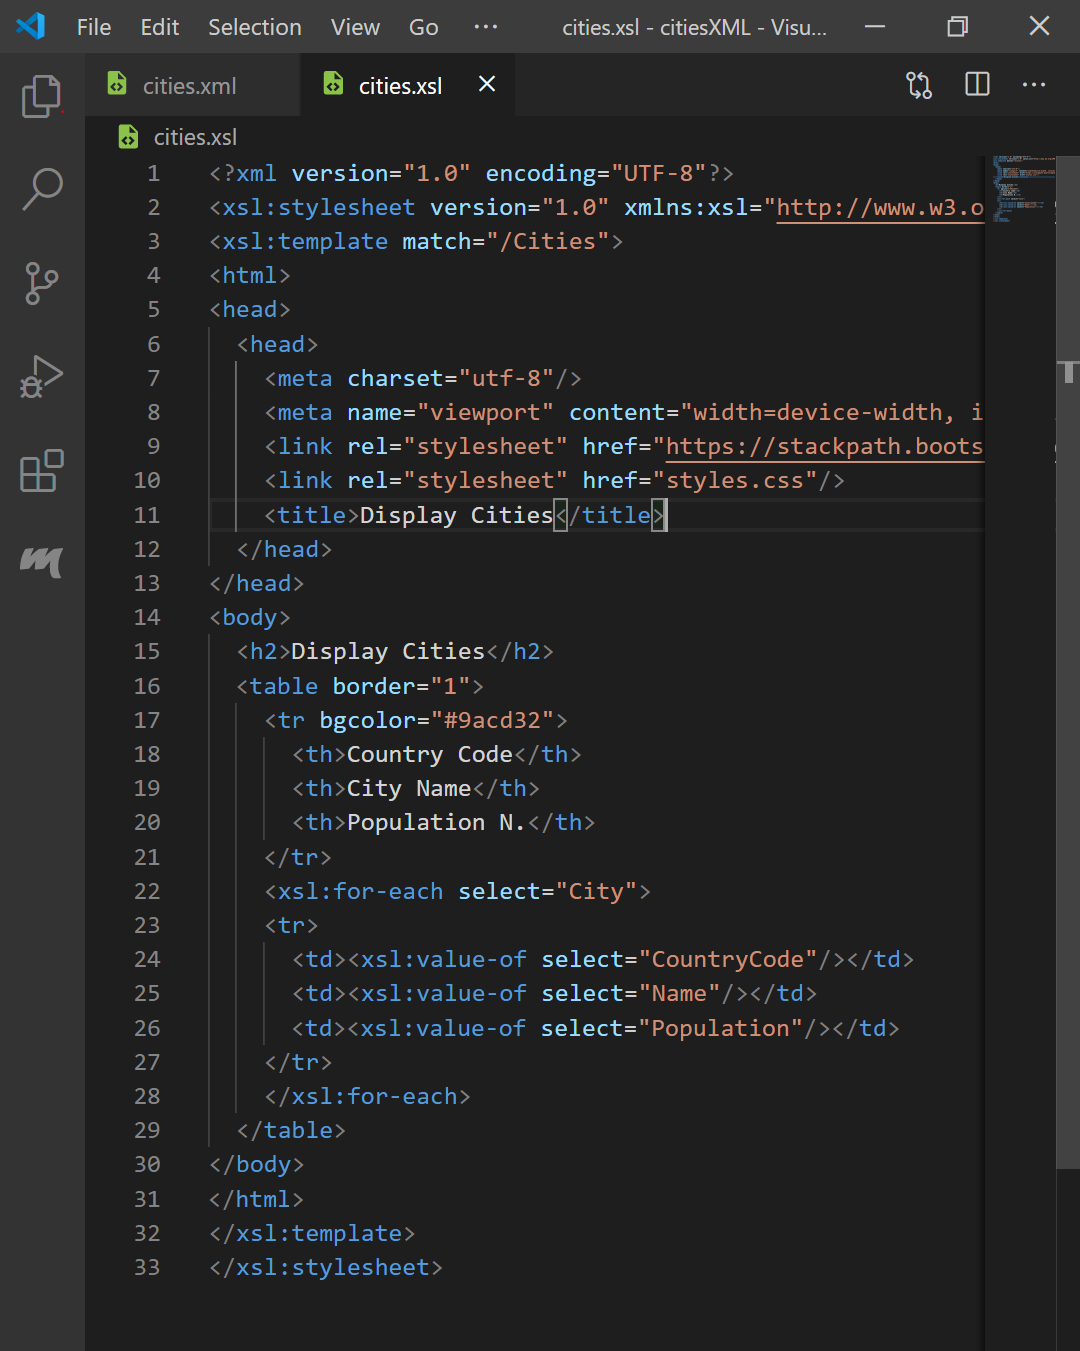 File Edit Selection View Go ··· cities.xsl - citiesXML - Visu...
cities.xml cities.xsl
cities.xsl
1 <?xml version="1.0" encoding="UTF-8"?>
2 <xsl:stylesheet version="1.0" xmlns:xsl="http://www.w3.o
3 <xsl:template match="/Cities">
4 <html>
5 <head>
6 <head>
7 <meta charset="utf-8"/>
8 <meta name="viewport" content="width=device-width, i
9 <link rel="stylesheet" href="https://stackpath.boots
10 <link rel="stylesheet" href="styles.css"/>
11 <title>Display Cities</title>
12 </head>
13 </head>
14 <body>
15 <h2>Display Cities</h2>
16 <table border="1">
17 <tr bgcolor="#9acd32">
18 <th>Country Code</th>
19 <th>City Name</th>
20 <th>Population N.</th>
21 </tr>
22 <xsl:for-each select="City">
23 <tr>
24 <td><xsl:value-of select="CountryCode"/></td>
25 <td><xsl:value-of select="Name"/></td>
26 <td><xsl:value-of select="Population"/></td>
27 </tr>
28 </xsl:for-each>
29 </table>
30 </body>
31 </html>
32 </xsl:template>
33 </xsl:stylesheet>